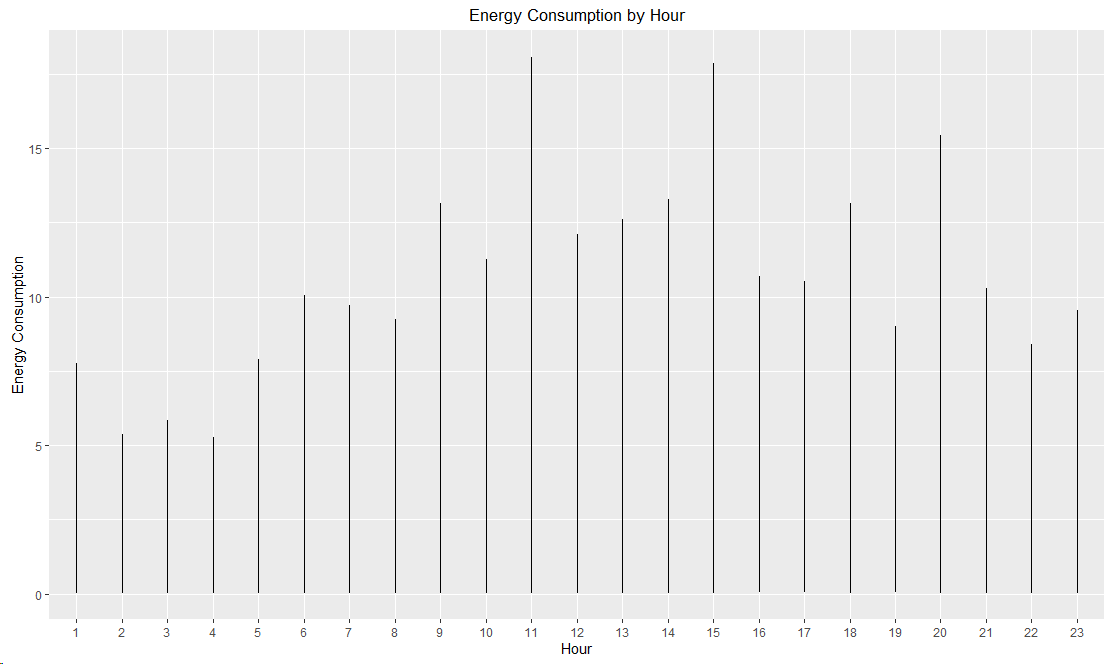 Energy Consumption by Hour
Energy Consumption
15
10
5
0
1 2 3 4 5 6 7 8 9 10 11 12 13 14 15 16 17 18 19 20 21 22 23
Hour